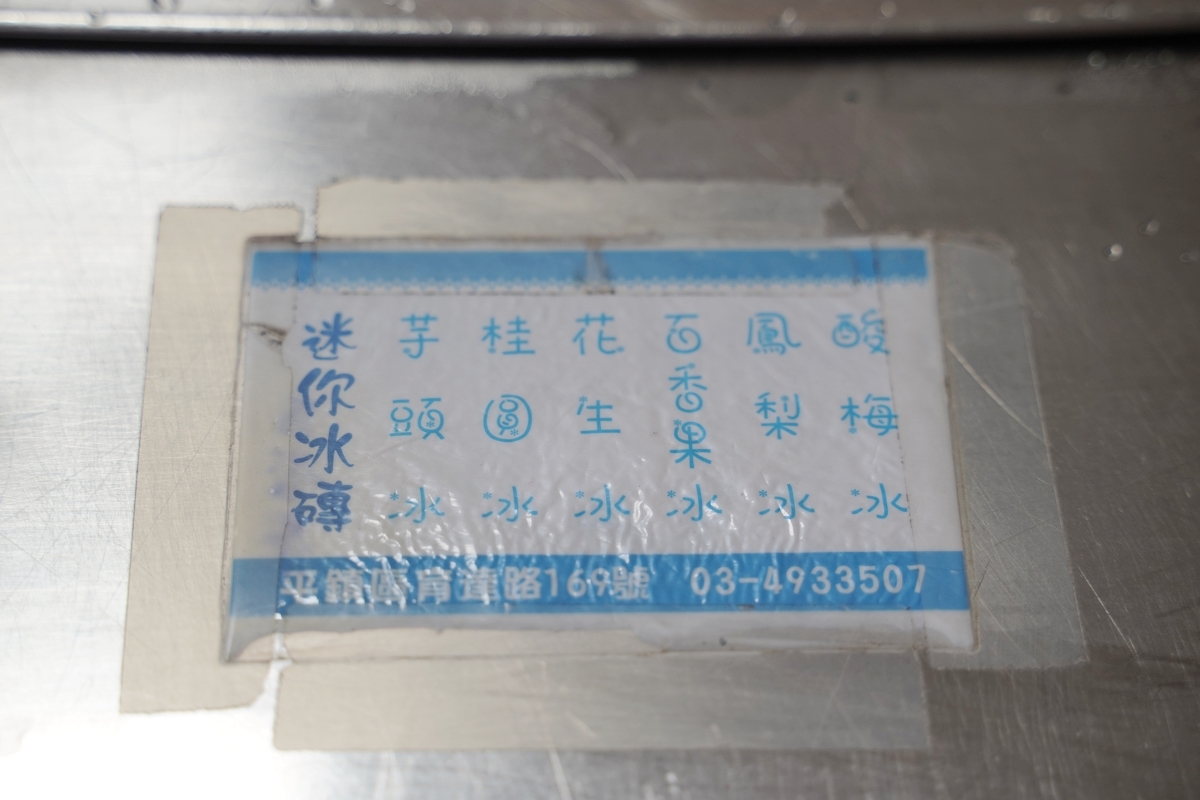 迷你冰磚
芋頭冰
桂圓冰
花生冰
百香果冰
鳳梨冰
酸梅冰
平鎮區育達路169號 03-4933507